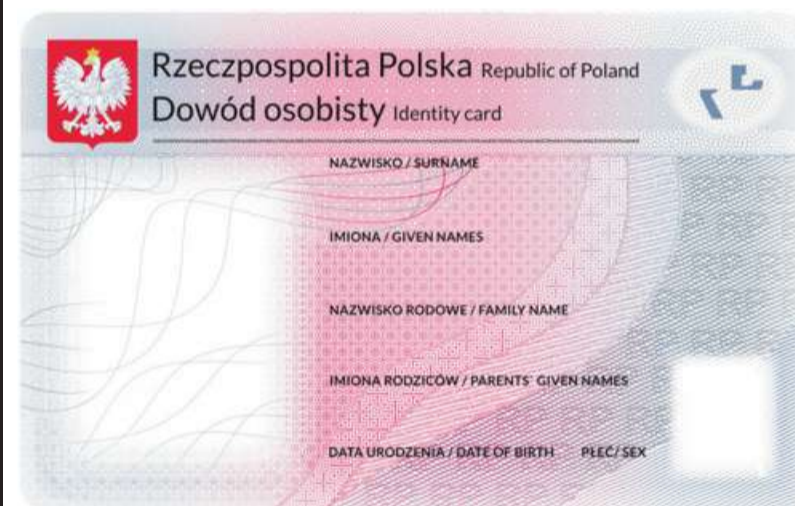 Rzeczpospolita Polska Republic of Poland
Dowód osobisty Identity card
NAZWISKO / SURNAME
IMIONA / GIVEN NAMES
NAZWISKO RODOWE / FAMILY NAME
IMIONA RODZICÓW / PARENTS' GIVEN NAMES
DATA URODZENIA / DATE OF BIRTH PŁEĆ / SEX